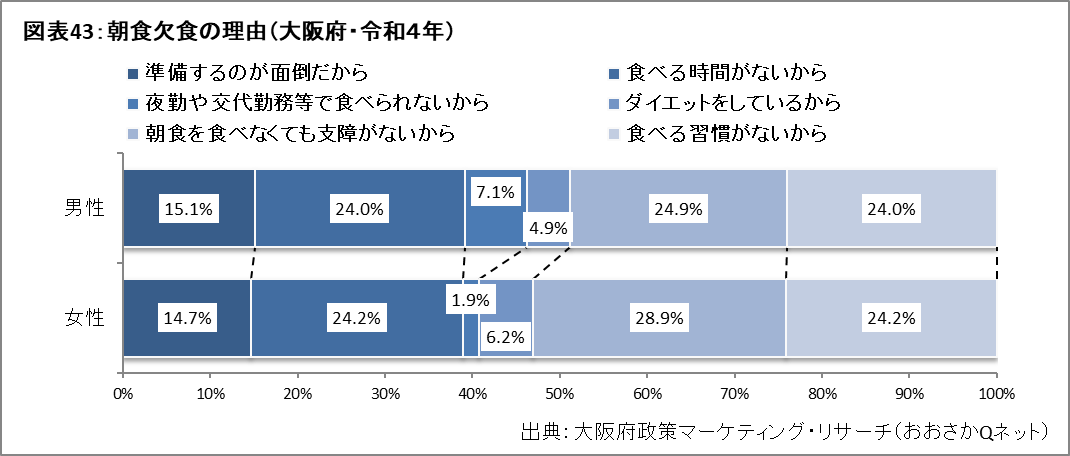 図表43：朝食欠食の理由（大阪府・令和４年）
準備するのが面倒だから 食べる時間がないから
夜勤や交代勤務等で食べられないから ダイエットをしているから
朝食を食べなくても支障がないから 食べる習慣がないから
男性 15.1% 24.0% 7.1% 4.9% 24.9% 24.0%
女性 14.7% 24.2% 1.9% 6.2% 28.9% 24.2%
0% 10% 20% 30% 40% 50% 60% 70% 80% 90% 100%
出典：大阪府政策マーケティング・リサーチ（おおさかQネット）